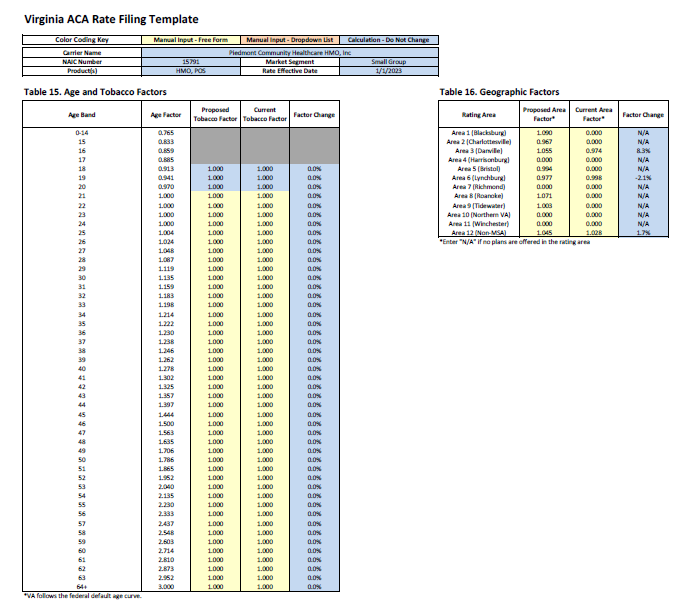 Virginia ACA Rate Filing Template
Color Coding Key Manual Input - Free Form Manual Input - Dropdown List Calculation - Do Not Change
Carrier Name Piedmont Community Healthcare HMO, Inc
NAIC Number 15791 Market Segment Small Group
Product(s) HMO, POS Rate Effective Date 1/1/2023
Table 15. Age and Tobacco Factors
Age Band Age Factor Proposed Tobacco Factor Current Tobacco Factor Factor Change
0-14 0.765
15 0.833
16 0.859
17 0.885
18 0.913 1.000 1.000 0.0%
19 0.941 1.000 1.000 0.0%
20 0.970 1.000 1.000 0.0%
21 1.000 1.000 1.000 0.0%
22 1.000 1.000 1.000 0.0%
23 1.000 1.000 1.000 0.0%
24 1.000 1.000 1.000 0.0%
25 1.004 1.000 1.000 0.0%
26 1.024 1.000 1.000 0.0%
27 1.048 1.000 1.000 0.0%
28 1.087 1.000 1.000 0.0%
29 1.119 1.000 1.000 0.0%
30 1.135 1.000 1.000 0.0%
31 1.159 1.000 1.000 0.0%
32 1.183 1.000 1.000 0.0%
33 1.198 1.000 1.000 0.0%
34 1.214 1.000 1.000 0.0%
35 1.222 1.000 1.000 0.0%
36 1.230 1.000 1.000 0.0%
37 1.238 1.000 1.000 0.0%
38 1.246 1.000 1.000 0.0%
39 1.262 1.000 1.000 0.0%
40 1.278 1.000 1.000 0.0%
41 1.302 1.000 1.000 0.0%
42 1.325 1.000 1.000 0.0%
43 1.357 1.000 1.000 0.0%
44 1.397 1.000 1.000 0.0%
45 1.444 1.000 1.000 0.0%
46 1.500 1.000 1.000 0.0%
47 1.563 1.000 1.000 0.0%
48 1.635 1.000 1.000 0.0%
49 1.706 1.000 1.000 0.0%
50 1.786 1.000 1.000 0.0%
51 1.865 1.000 1.000 0.0%
52 1.952 1.000 1.000 0.0%
53 2.040 1.000 1.000 0.0%
54 2.135 1.000 1.000 0.0%
55 2.230 1.000 1.000 0.0%
56 2.333 1.000 1.000 0.0%
57 2.437 1.000 1.000 0.0%
58 2.548 1.000 1.000 0.0%
59 2.603 1.000 1.000 0.0%
60 2.714 1.000 1.000 0.0%
61 2.810 1.000 1.000 0.0%
62 2.873 1.000 1.000 0.0%
63 2.952 1.000 1.000 0.0%
64+ 3.000 1.000 1.000 0.0%
*VA follows the federal default age curve.
Table 16. Geographic Factors
Rating Area Proposed Area Factor* Current Area Factor* Factor Change
Area 1 (Blacksburg) 1.090 0.000 N/A
Area 2 (Charlottesville) 0.967 0.000 N/A
Area 3 (Danville) 1.055 0.974 8.3%
Area 4 (Harrisonburg) 0.000 0.000 N/A
Area 5 (Bristol) 0.994 0.000 N/A
Area 6 (Lynchburg) 0.977 0.998 -2.1%
Area 7 (Richmond) 0.000 0.000 N/A
Area 8 (Roanoke) 1.071 0.000 N/A
Area 9 (Tidewater) 1.003 0.000 N/A
Area 10 (Northern VA) 0.000 0.000 N/A
Area 11 (Winchester) 0.000 0.000 N/A
Area 12 (Non-MSA) 1.045 1.028 1.7%
*Enter "N/A" if no plans are offered in the rating area